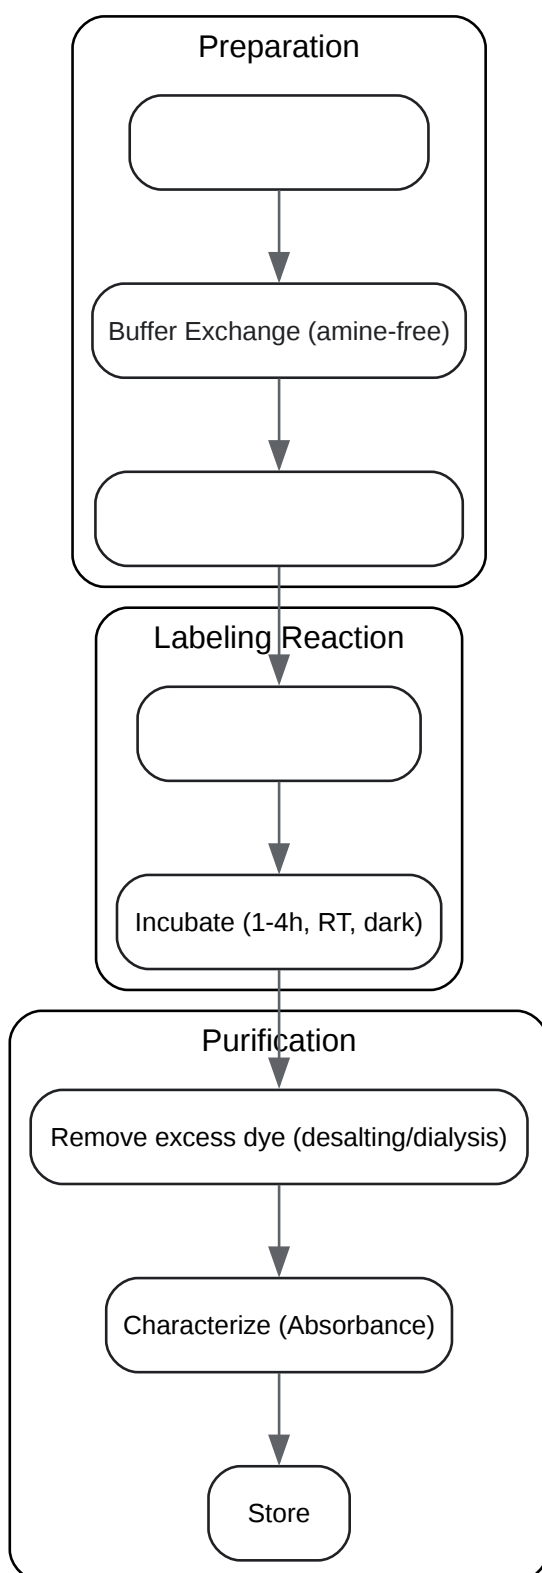 Preparation
Buffer Exchange (amine-free)
Labeling Reaction
Incubate (1-4h, RT, dark)
Purification
Remove excess dye (desalting/dialysis)
Characterize (Absorbance)
Store